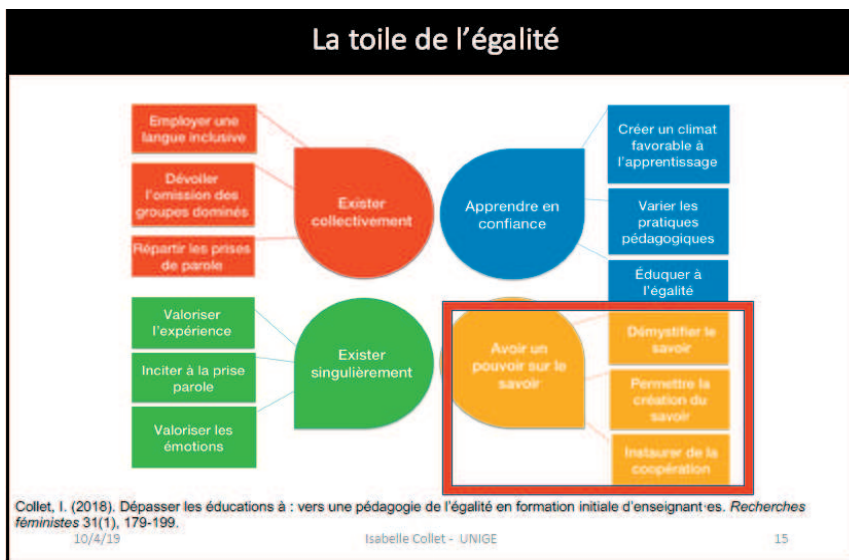 La toile de l'égalité
Employer une
langue inclusive
Dévoiler
l'omission des
groupes dominés
Répartir les prises
de parole
Exister
collectivement
Apprendre en
confiance
Créer un climat
favorable à
l'apprentissage
Varier les
pratiques
pédagogiques
Éduquer à
l'égalité
Valoriser
l'expérience
Inciter à la prise
parole
Valoriser les
émotions
Exister
singulièrement
Avoir un
pouvoir sur le
savoir
Démystifier le
savoir
Permettre la
création du
savoir
Instaurer de la
coopération
Collet, I. (2018). Dépasser les éducations à : vers une pédagogie de l'égalité en formation initiale d'enseignant·es. Recherches
féministes 31(1), 179-199.
10/4/19
Isabelle Collet - UNIGE
15